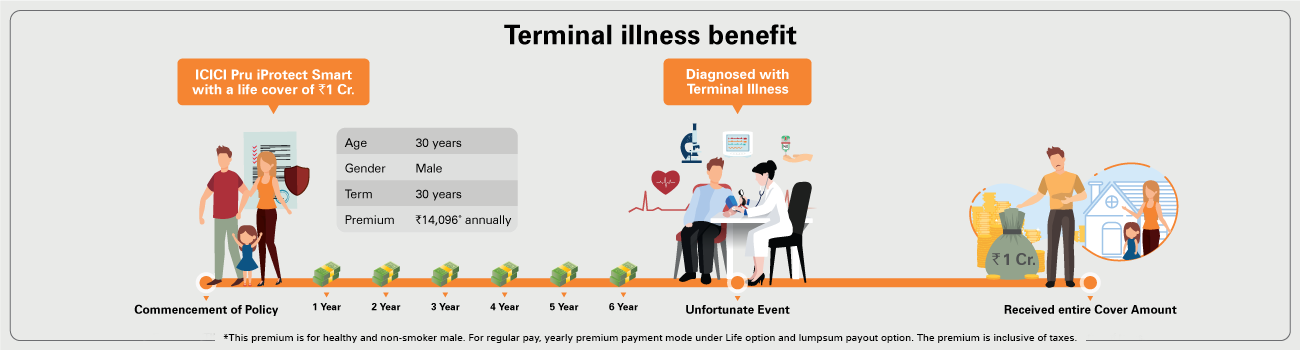 Terminal illness benefit
ICICI Pru iProtect Smart
with a life cover of ₹1 Cr.
Diagnosed with
Terminal Illness
Age 30 years
Gender Male
Term 30 years
Premium ₹14,096* annually
₹1 Cr.
1 Year 2 Year 3 Year 4 Year 5 Year 6 Year
Commencement of Policy Unfortunate Event Received entire Cover Amount
*This premium is for healthy and non-smoker male. For regular pay, yearly premium payment mode under Life option and lumpsum payout option. The premium is inclusive of taxes.